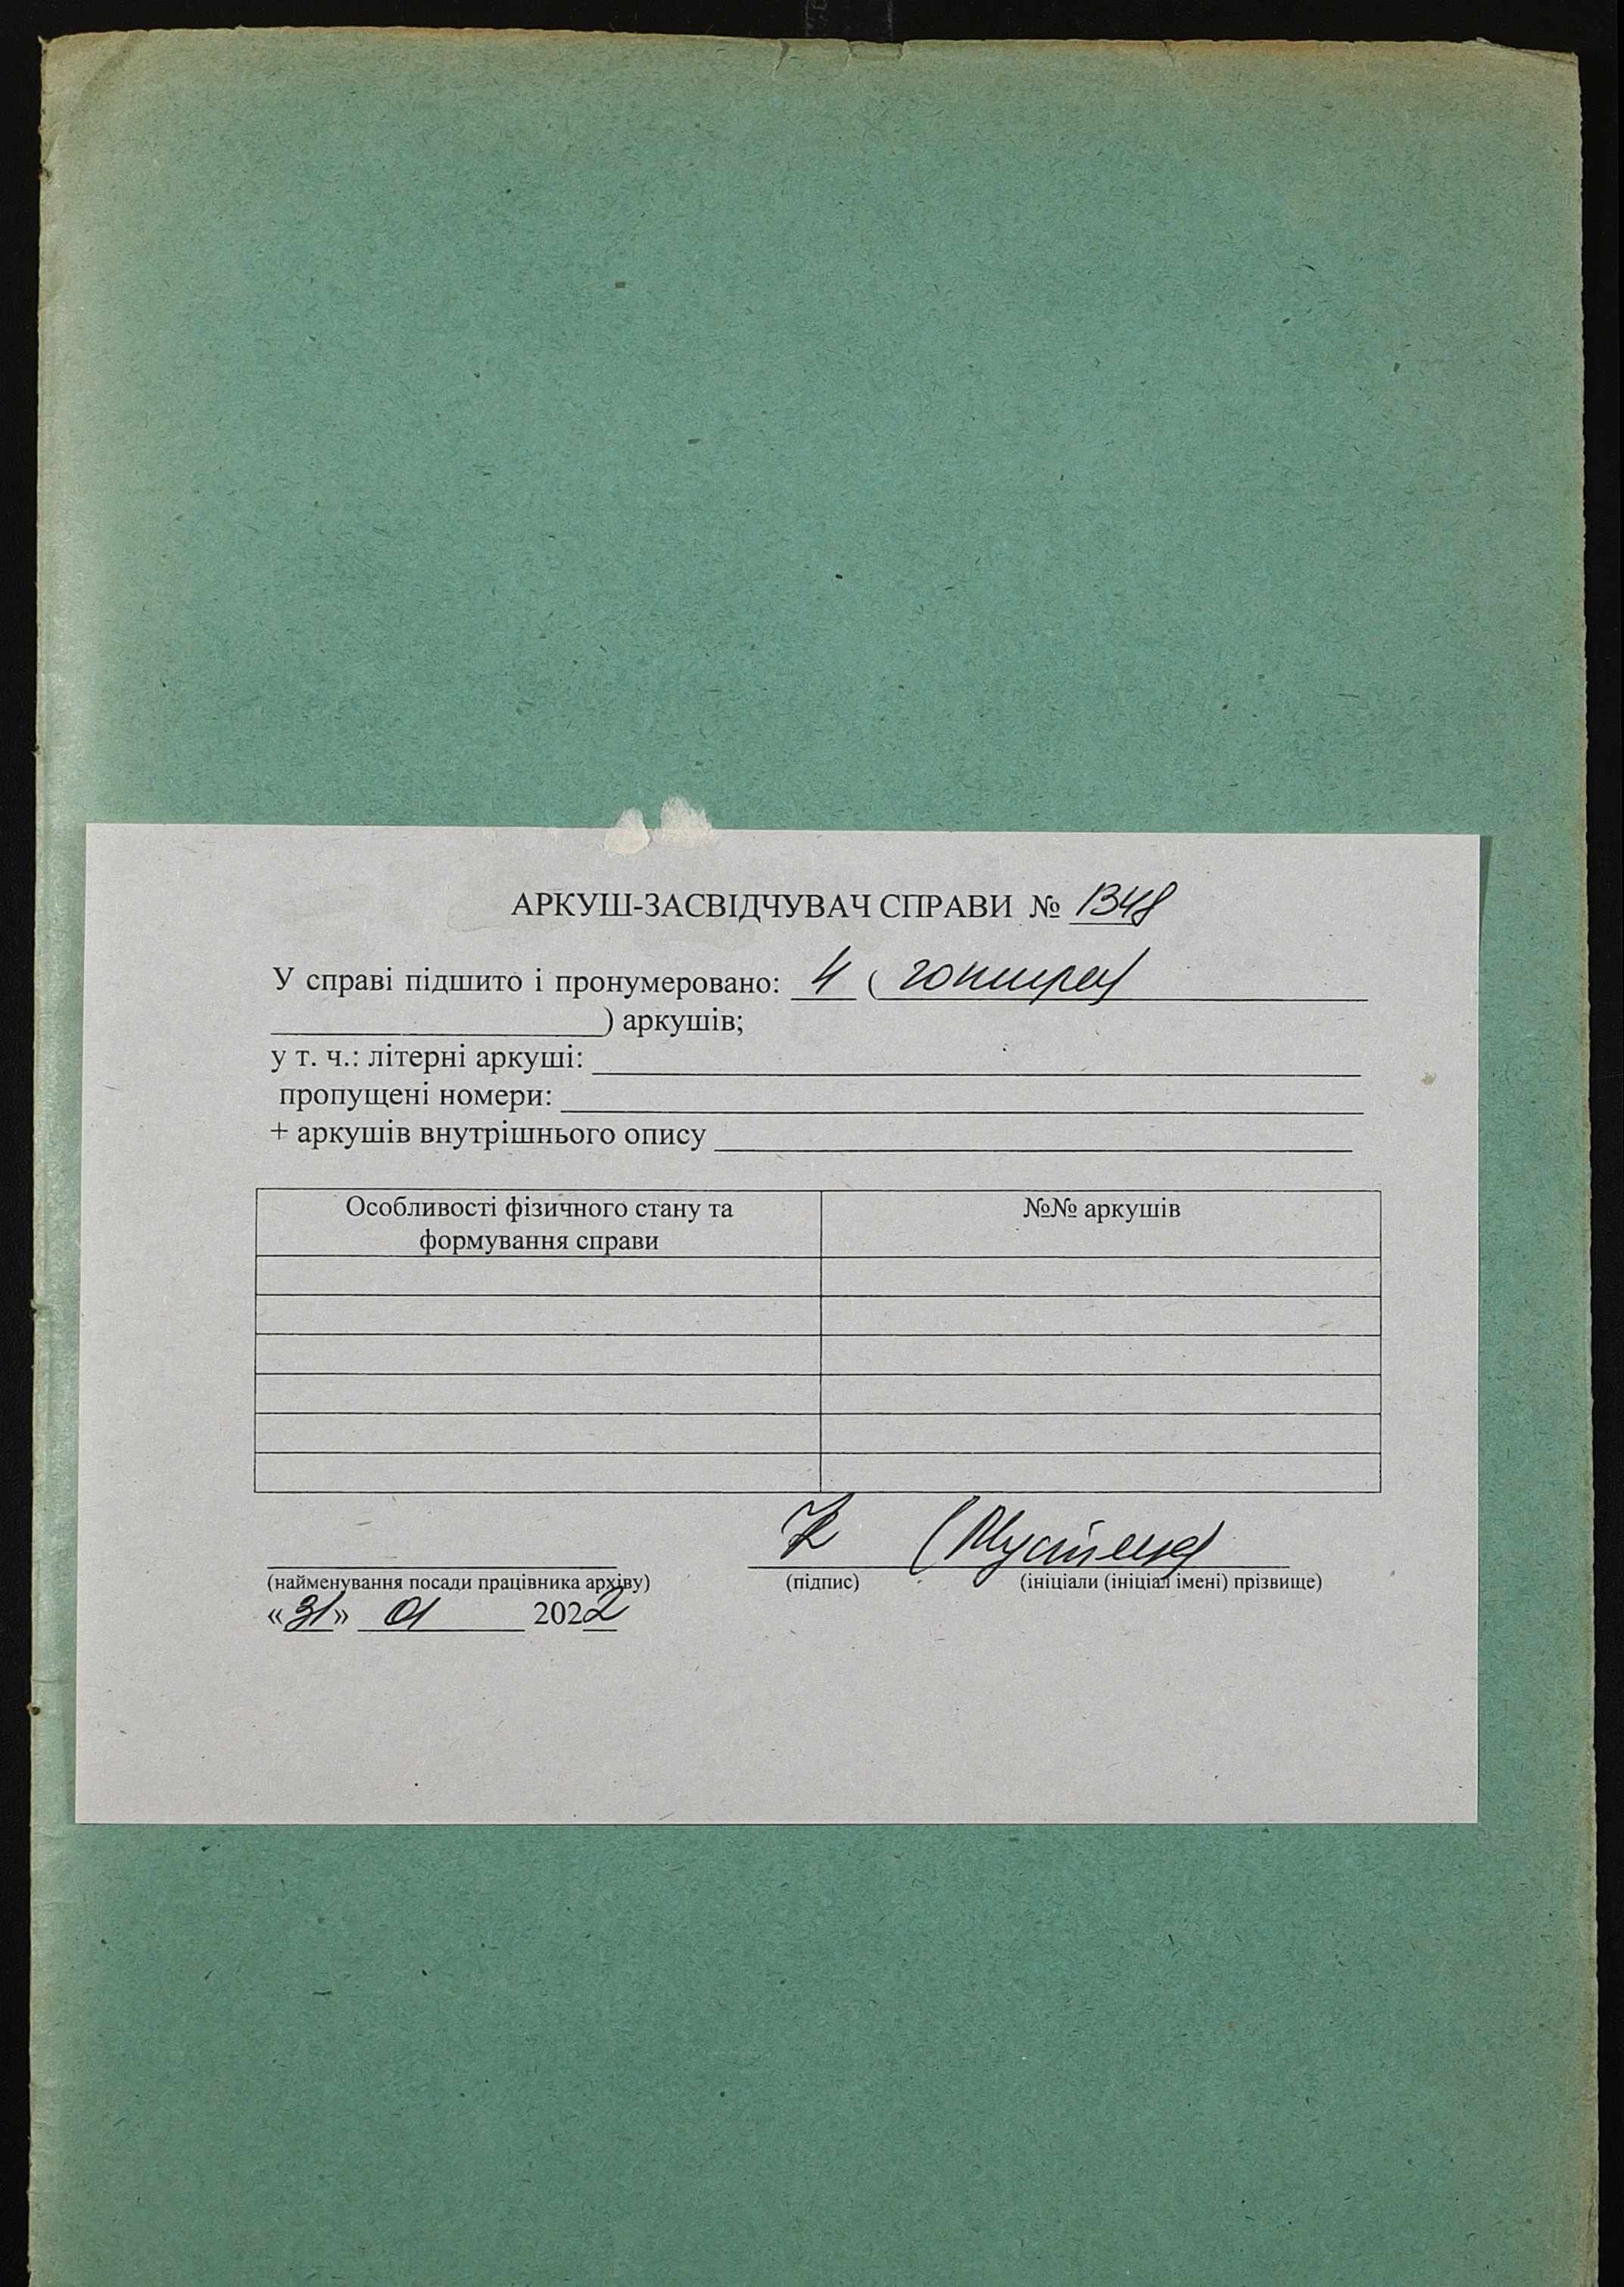 АРКУШ-ЗАСВІДЧУВАЧ СПРАВИ № 1348
У справі підшито і пронумеровано: 4 ( чотири)
) аркушів;
у т. ч.: літерні аркуші:
пропущені номери:
+ аркушів внутрішнього опису
Особливості фізичного стану та
формування справи
№№ аркушів
(найменування посади працівника архіву)
(підпис)
(ініціали (ініціал імені) прізвище)
«31» 01 2022